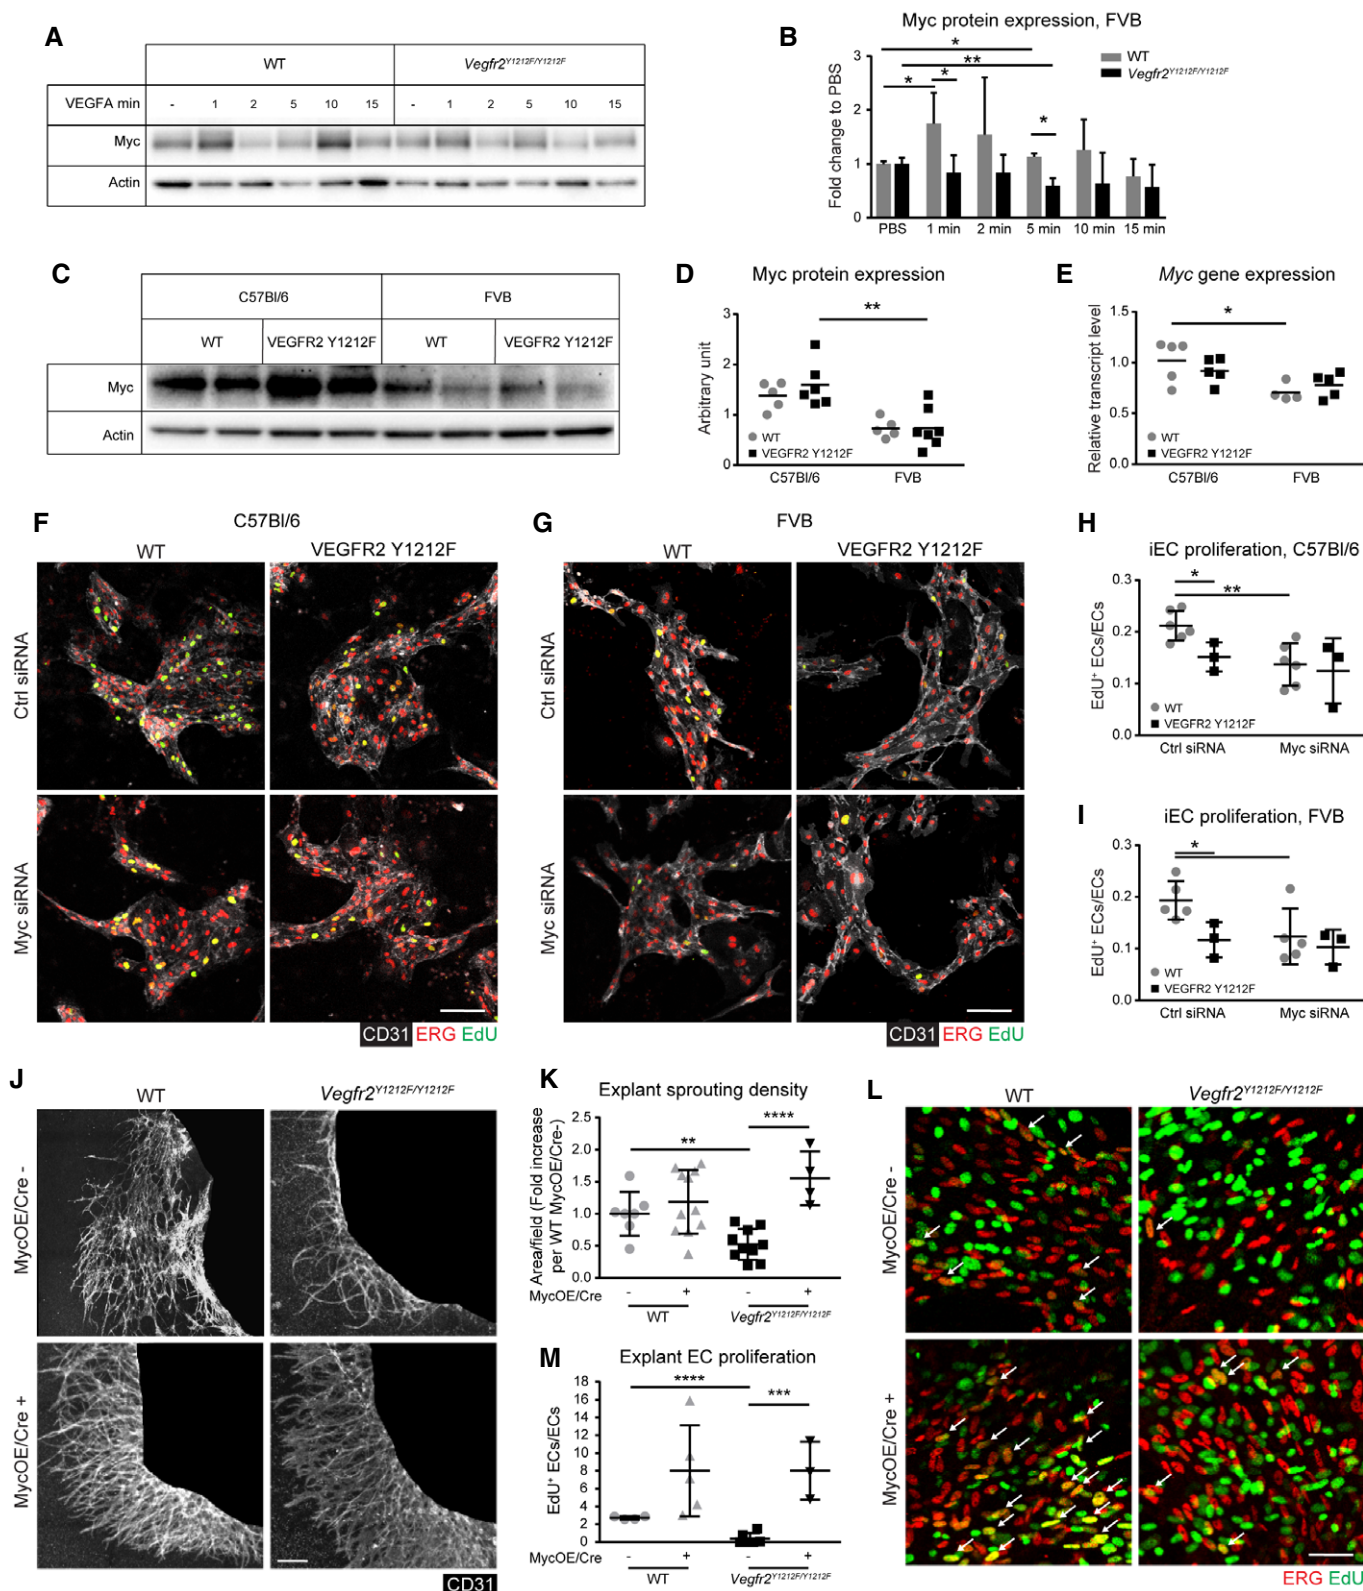 A
WT Vegfr2Y1212F/Y1212F
VEGFA min - 1 2 5 10 15 - 1 2 5 10 15
Myc
Actin
B
Myc protein expression, FVB
Fold change to PBS
3
2
1
0
* ** * * *
WT
Vegfr2Y1212F/Y1212F
PBS 1 min 2 min 5 min 10 min 15 min
C
C57Bl/6 FVB
WT VEGFR2 Y1212F WT VEGFR2 Y1212F
Myc
Actin
D
Myc protein expression
Arbitrary unit
3
2
1
0
**
WT
VEGFR2 Y1212F
C57Bl/6 FVB
E
Myc gene expression
Relative transcript level
1.5
1.0
0.5
0.0
*
WT
VEGFR2 Y1212F
C57Bl/6 FVB
F
C57Bl/6
WT VEGFR2 Y1212F
Ctrl siRNA
Myc siRNA
CD31 ERG EdU
G
FVB
WT VEGFR2 Y1212F
Ctrl siRNA
Myc siRNA
CD31 ERG EdU
H
iEC proliferation, C57Bl/6
EdU+ ECs/ECs
0.3
0.2
0.1
0.0
*
**
WT
VEGFR2 Y1212F
Ctrl siRNA Myc siRNA
I
iEC proliferation, FVB
EdU+ ECs/ECs
0.3
0.2
0.1
0.0
*
WT
VEGFR2 Y1212F
Ctrl siRNA Myc siRNA
J
WT Vegfr2Y1212F/Y1212F
MycOE/Cre -
MycOE/Cre +
CD31
K
Explant sprouting density
Area/field (Fold increase
per WT MycOE/Cre-)
2.5
2.0
1.5
1.0
0.5
0.0
** ****
MycOE/Cre - + - +
WT Vegfr2Y1212F/Y1212F
L
WT Vegfr2Y1212F/Y1212F
MycOE/Cre -
MycOE/Cre +
ERG EdU
M
Explant EC proliferation
EdU+ ECs/ECs
18
16
14
12
10
8
6
4
2
0
**** ***
MycOE/Cre - + - +
WT Vegfr2Y1212F/Y1212F